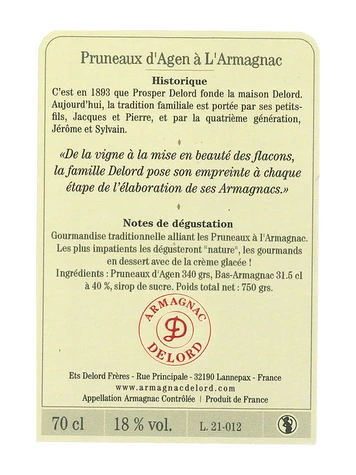 Pruneaux d'Agen à L'Armagnac
Historique
C'est en 1893 que Prosper Delord fonde la maison Delord.
Aujourd'hui, la tradition familiale est portée par ses petits-
fils, Jacques et Pierre, et par la quatrième génération,
Jérôme et Sylvain.
«De la vigne à la mise en beauté des flacons,
la famille Delord pose son empreinte à chaque
étape de l'élaboration de ses Armagnacs.»
Notes de dégustation
Gourmandise traditionnelle alliant les Pruneaux à l'Armagnac.
Les plus impatients les dégusteront "nature", les gourmands
en dessert avec de la crème glacée !
Ingrédients : Pruneaux d'Agen 340 grs, Bas-Armagnac 31.5 cl
à 40 %, sirop de sucre. Poids total net : 750 grs.
ARMAGNAC
D
DELORD
Ets Delord Frères - Rue Principale - 32190 Lannepax - France
www.armagnacdelord.com
Appellation Armagnac Contrôlée | Produit de France
70 cl 18 % vol. L. 21-012